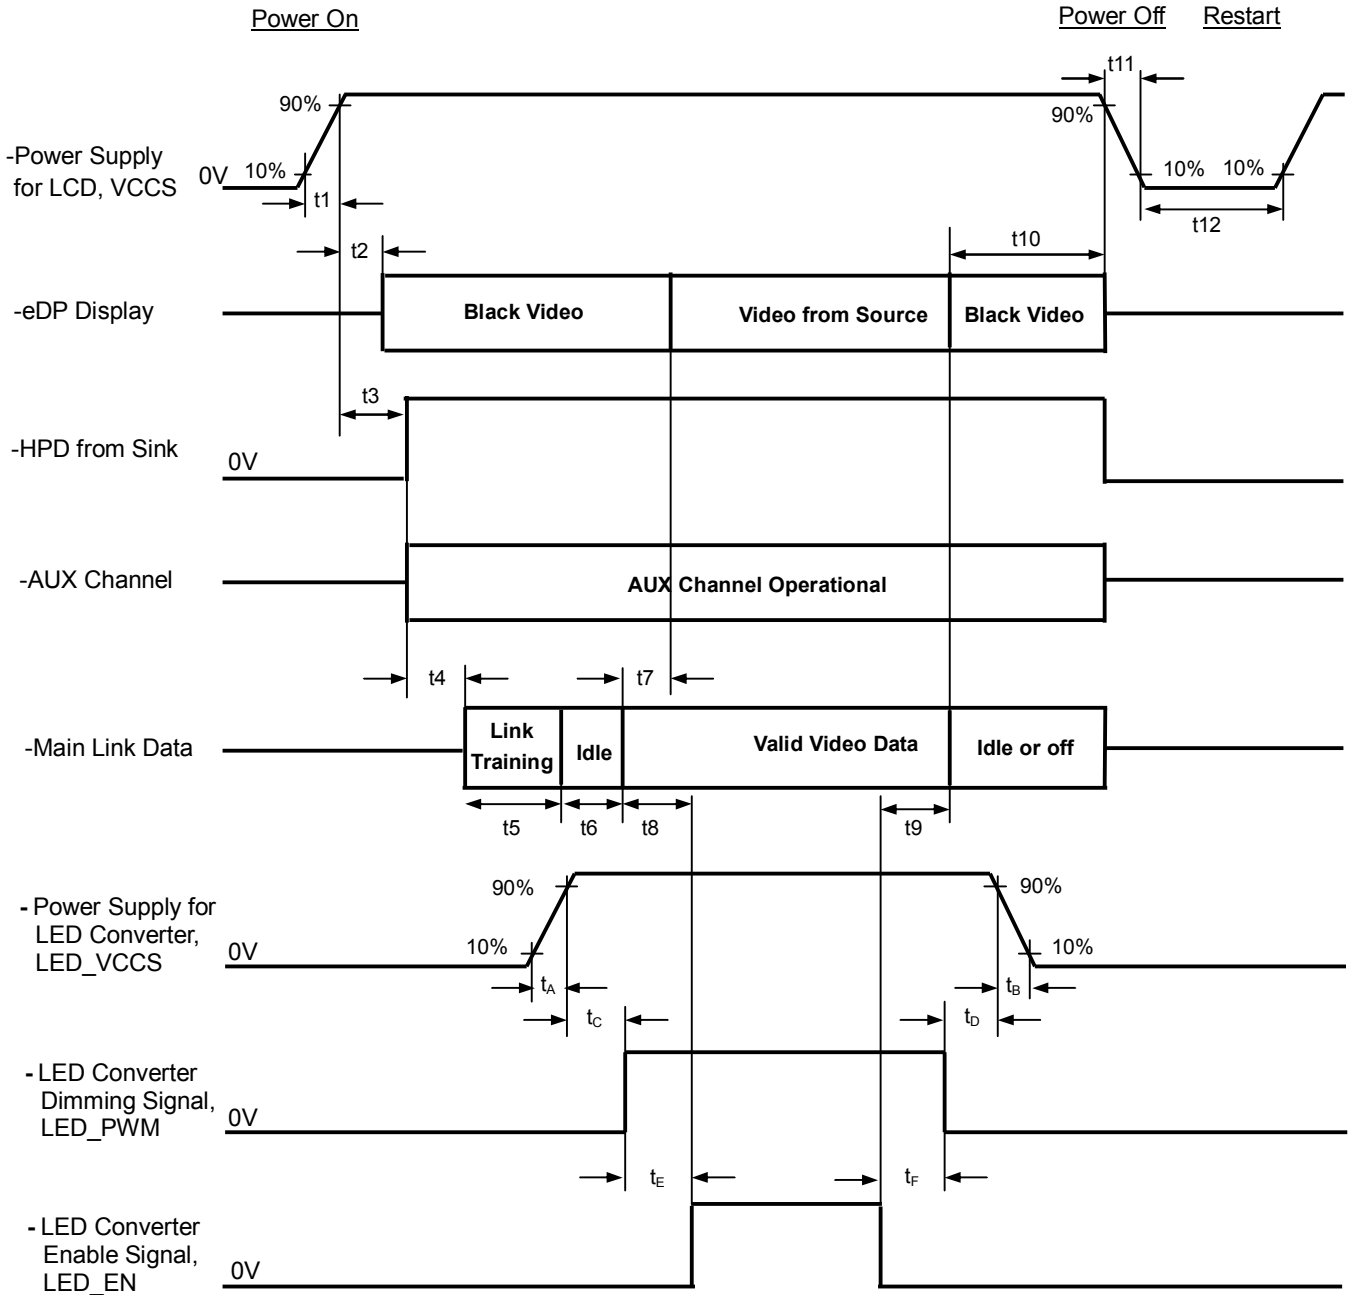 Power On
Power Off
Restart
t11
90%
90%
-Power Supply
for LCD, VCCS
0V
10%
10%
10%
t1
t12
t2
t10
-eDP Display
Black Video
Video from Source
Black Video
t3
-HPD from Sink
0V
-AUX Channel
AUX Channel Operational
t4
t7
-Main Link Data
Link
Training
Idle
Valid Video Data
Idle or off
t5
t6
t8
t9
90%
90%
- Power Supply for
LED Converter,
LED_VCCS
0V
10%
10%
tA
tB
tC
tD
- LED Converter
Dimming Signal,
LED_PWM
0V
tE
tF
- LED Converter
Enable Signal,
LED_EN
0V